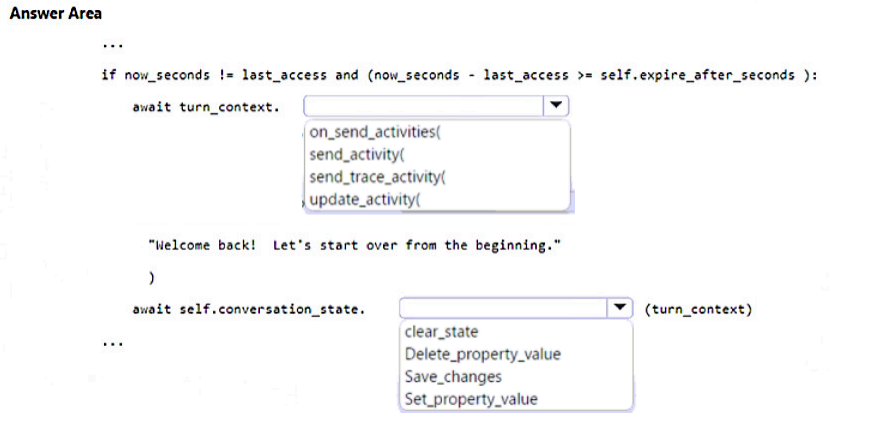 Answer Area
...
if now_seconds != last_access and (now_seconds - last_access >= self.expire_after_seconds ):
await turn_context.
on_send_activities(
send_activity(
send_trace_activity(
update_activity(
"Welcome back!  Let's start over from the beginning."
)
await self.conversation_state. (turn_context)
clear_state
Delete_property_value
Save_changes
Set_property_value
...